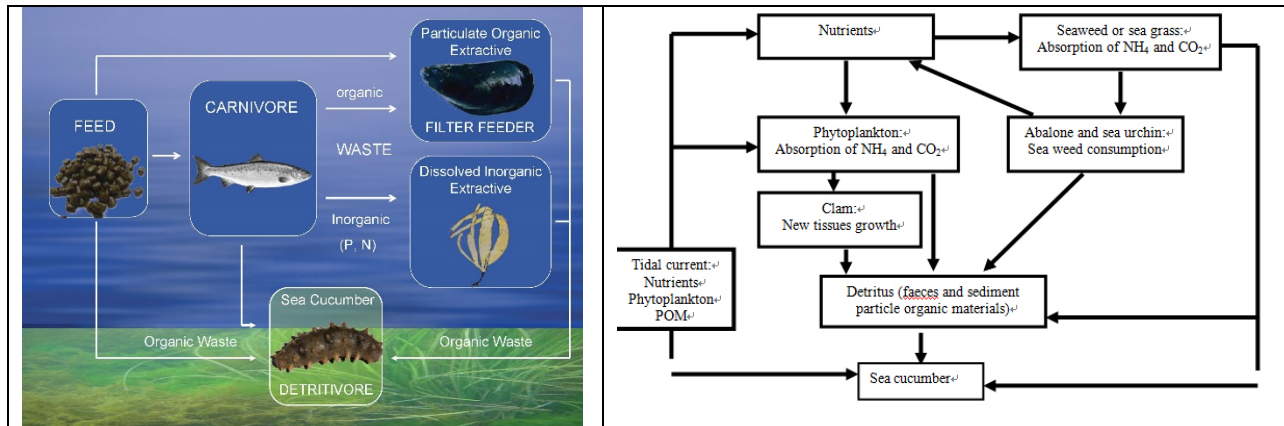 Particulate Organic
Extractive
FILTER FEEDER
CARNIVORE
organic
FEED
WASTE
Dissolved Inorganic
Extractive
Inorganic
(P, N)
Sea Cucumber
Organic Waste
Organic Waste
DETRITIVORE
Nutrients↵
Seaweed or sea grass:
Absorption of NH4 and CO2↵
Phytoplankton:
Absorption of NH4 and CO2↵
Abalone and sea urchin:
Sea weed consumption↵
Clam:
New tissues growth↵
Tidal current:
Nutrients
Phytoplankton
POM↵
Detritus (faeces and sediment
particle organic materials)↵
Sea cucumber↵